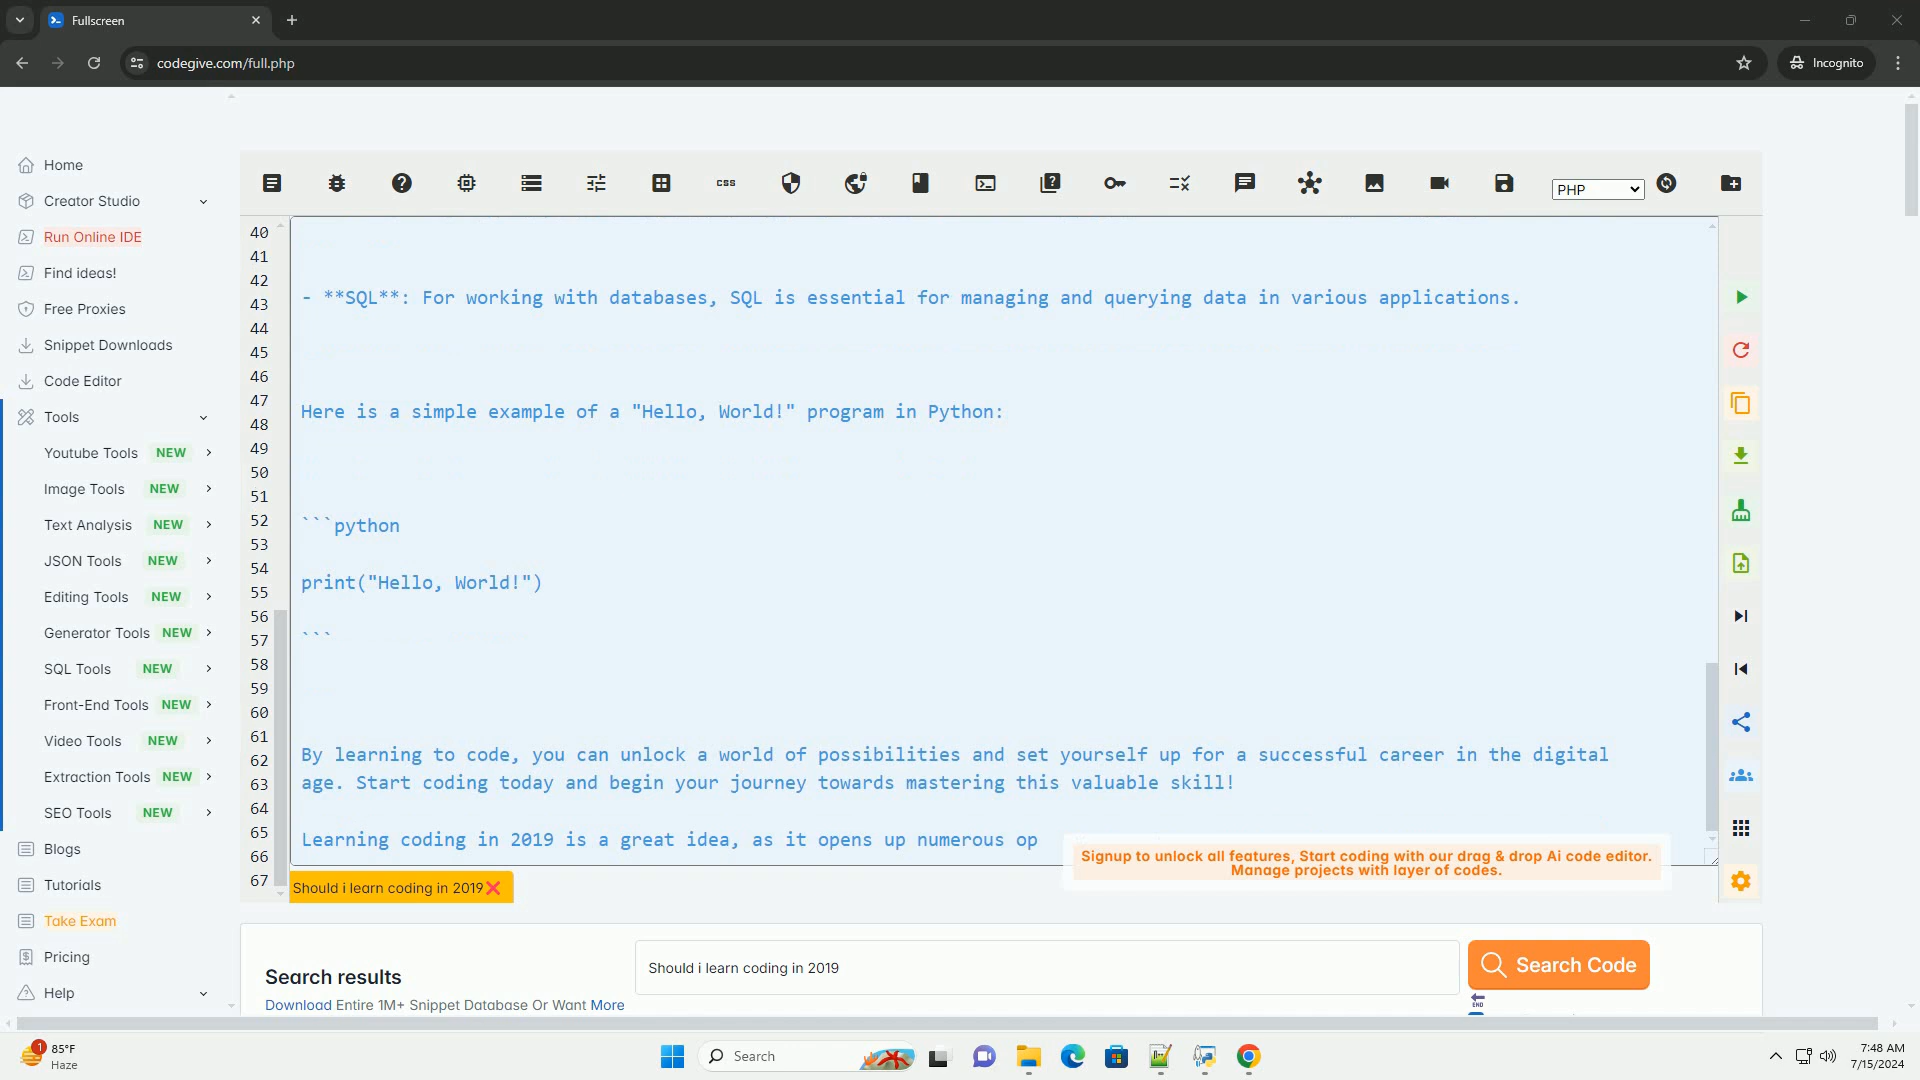 Fullscreen
codegive.com/full.php
Incognito
Home
Creator Studio
Run Online IDE
Find ideas!
Free Proxies
Snippet Downloads
Code Editor
Tools
Youtube Tools NEW
Image Tools NEW
Text Analysis NEW
JSON Tools NEW
Editing Tools NEW
Generator Tools NEW
SQL Tools NEW
Front-End Tools NEW
Video Tools NEW
Extraction Tools NEW
SEO Tools NEW
Blogs
Tutorials
Take Exam
Pricing
Help
css
PHP
40
41
42
43
44
45
46
47
48
49
50
51
52
53
54
55
56
57
58
59
60
61
62
63
64
65
66
67
- **SQL**: For working with databases, SQL is essential for managing and querying data in various applications.
Here is a simple example of a "Hello, World!" program in Python:
```python
print("Hello, World!")
```
By learning to code, you can unlock a world of possibilities and set yourself up for a successful career in the digital
age. Start coding today and begin your journey towards mastering this valuable skill!
Learning coding in 2019 is a great idea, as it opens up numerous op
Signup to unlock all features, Start coding with our drag & drop Ai code editor.
Manage projects with layer of codes.
Should i learn coding in 2019
Search results
Download Entire 1M+ Snippet Database Or Want More
Should i learn coding in 2019
Search Code
END
1
85°F
Haze
Search
7:48 AM
7/15/2024